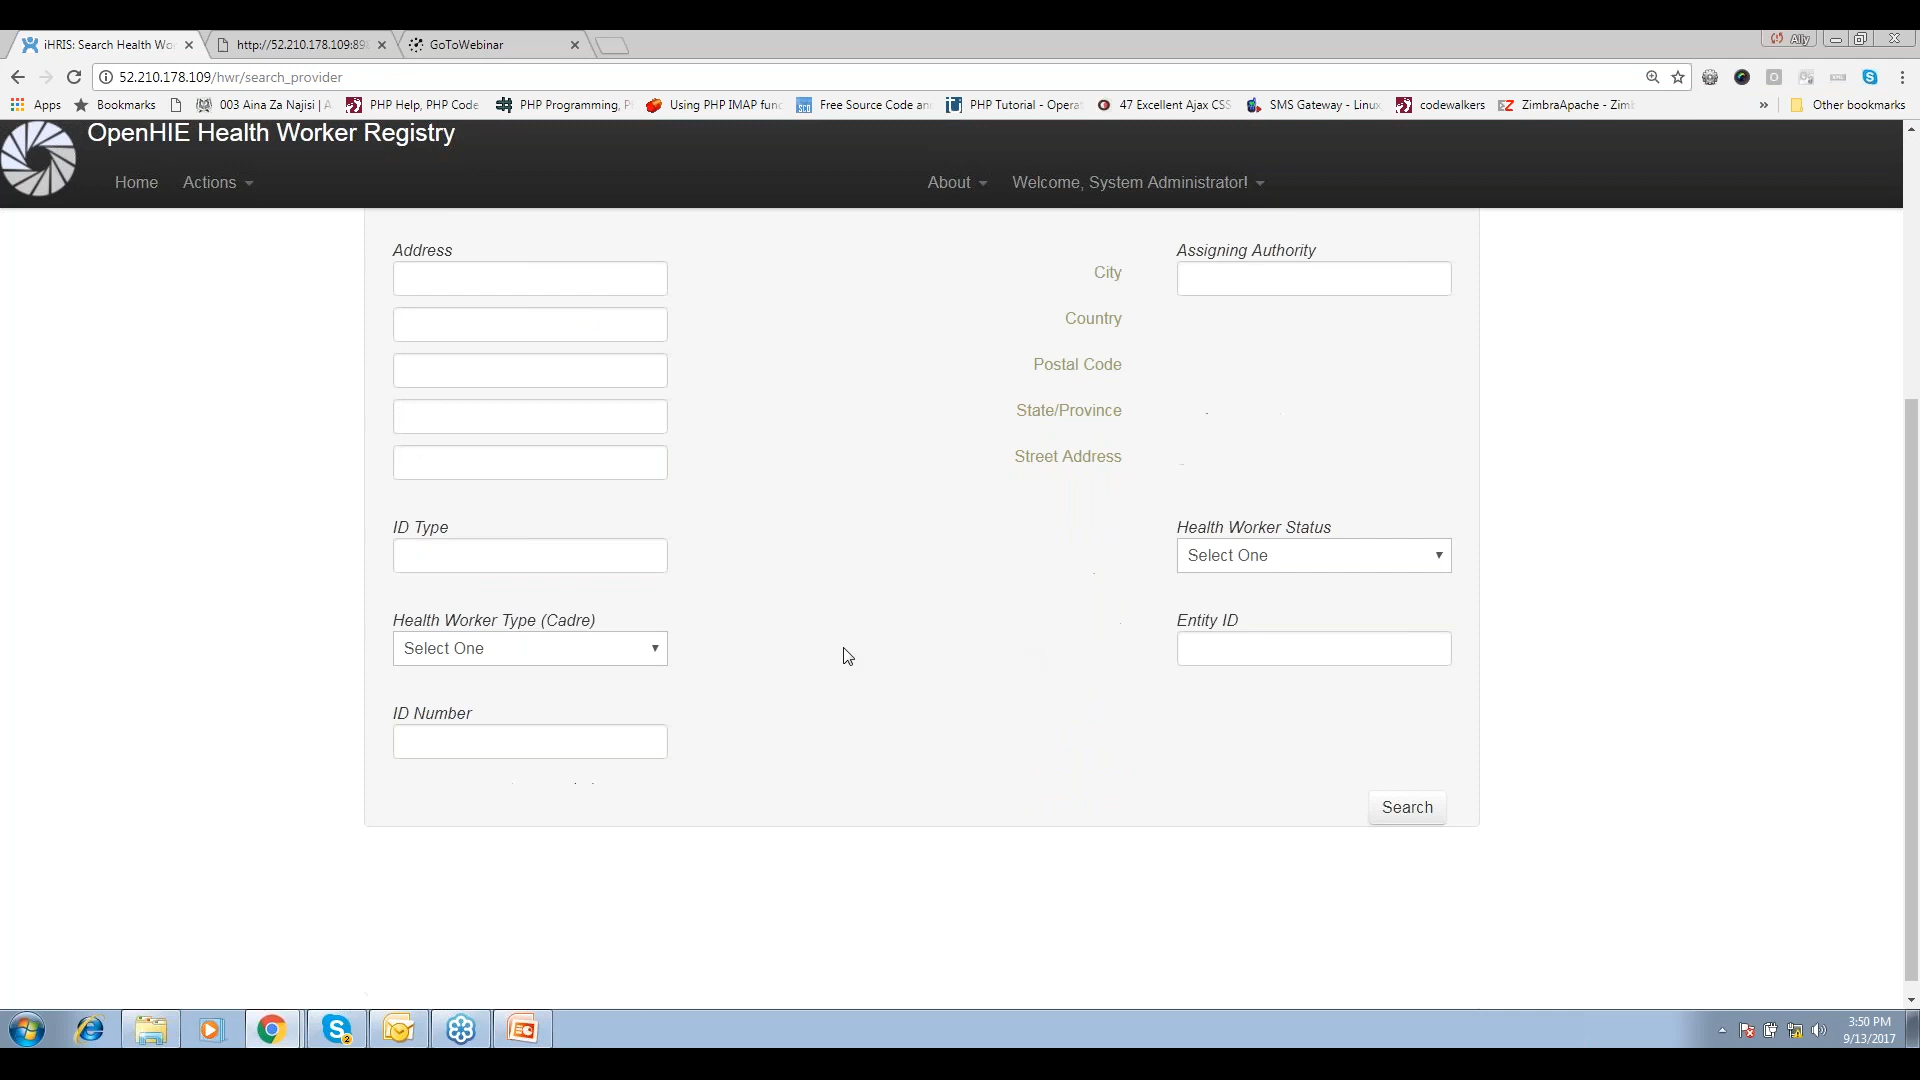 iHRIS: Search Health Wo
http://52.210.178.109:89
GoToWebinar
Ally
52.210.178.109/hwr/search_provider
Apps
Bookmarks
003 Aina Za Najisi | A
PHP Help, PHP Code
PHP Programming, P
Using PHP IMAP func
Free Source Code an
PHP Tutorial - Opera
47 Excellent Ajax CSS
SMS Gateway - Linux
codewalkers
ZimbraApache - Zimb
»
Other bookmarks
OpenHIE Health Worker Registry
Home
Actions
About
Welcome, System Administrator!
Address
Assigning Authority
City
Country
Postal Code
State/Province
Street Address
ID Type
Health Worker Status
Select One
Health Worker Type (Cadre)
Entity ID
Select One
ID Number
Search
2
3:50 PM
9/13/2017